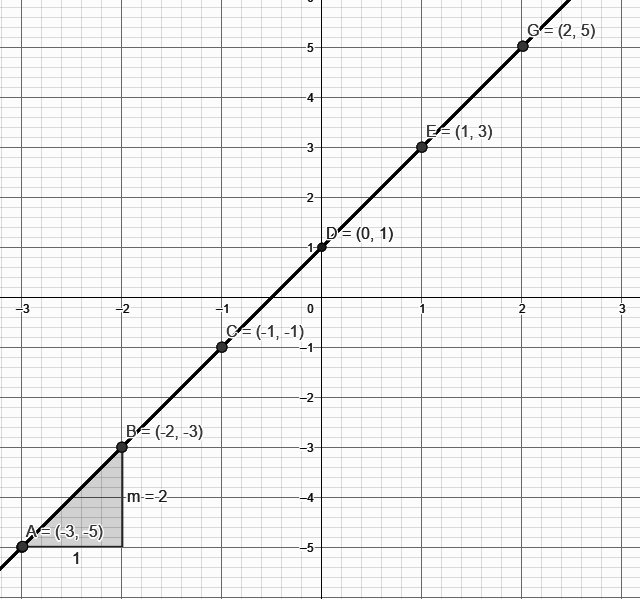 6
G = (2, 5)
5
4
E = (1, 3)
3
2
D = (0, 1)
1
–3 –2 –1 0 1 2 3
C = (-1, -1)
–1
–2
B = (-2, -3)
–3
m = 2
–4
A = (-3, -5)
–5
1